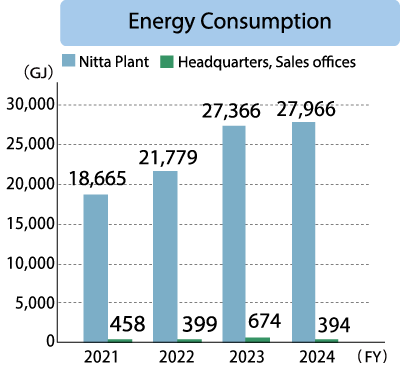 Energy Consumption
Nitta Plant Headquarters, Sales offices
(GJ)
30,000
25,000
20,000
15,000
10,000
5,000
0
18,665 21,779 27,366 27,966
458 399 674 394
2021 2022 2023 2024 (FY)